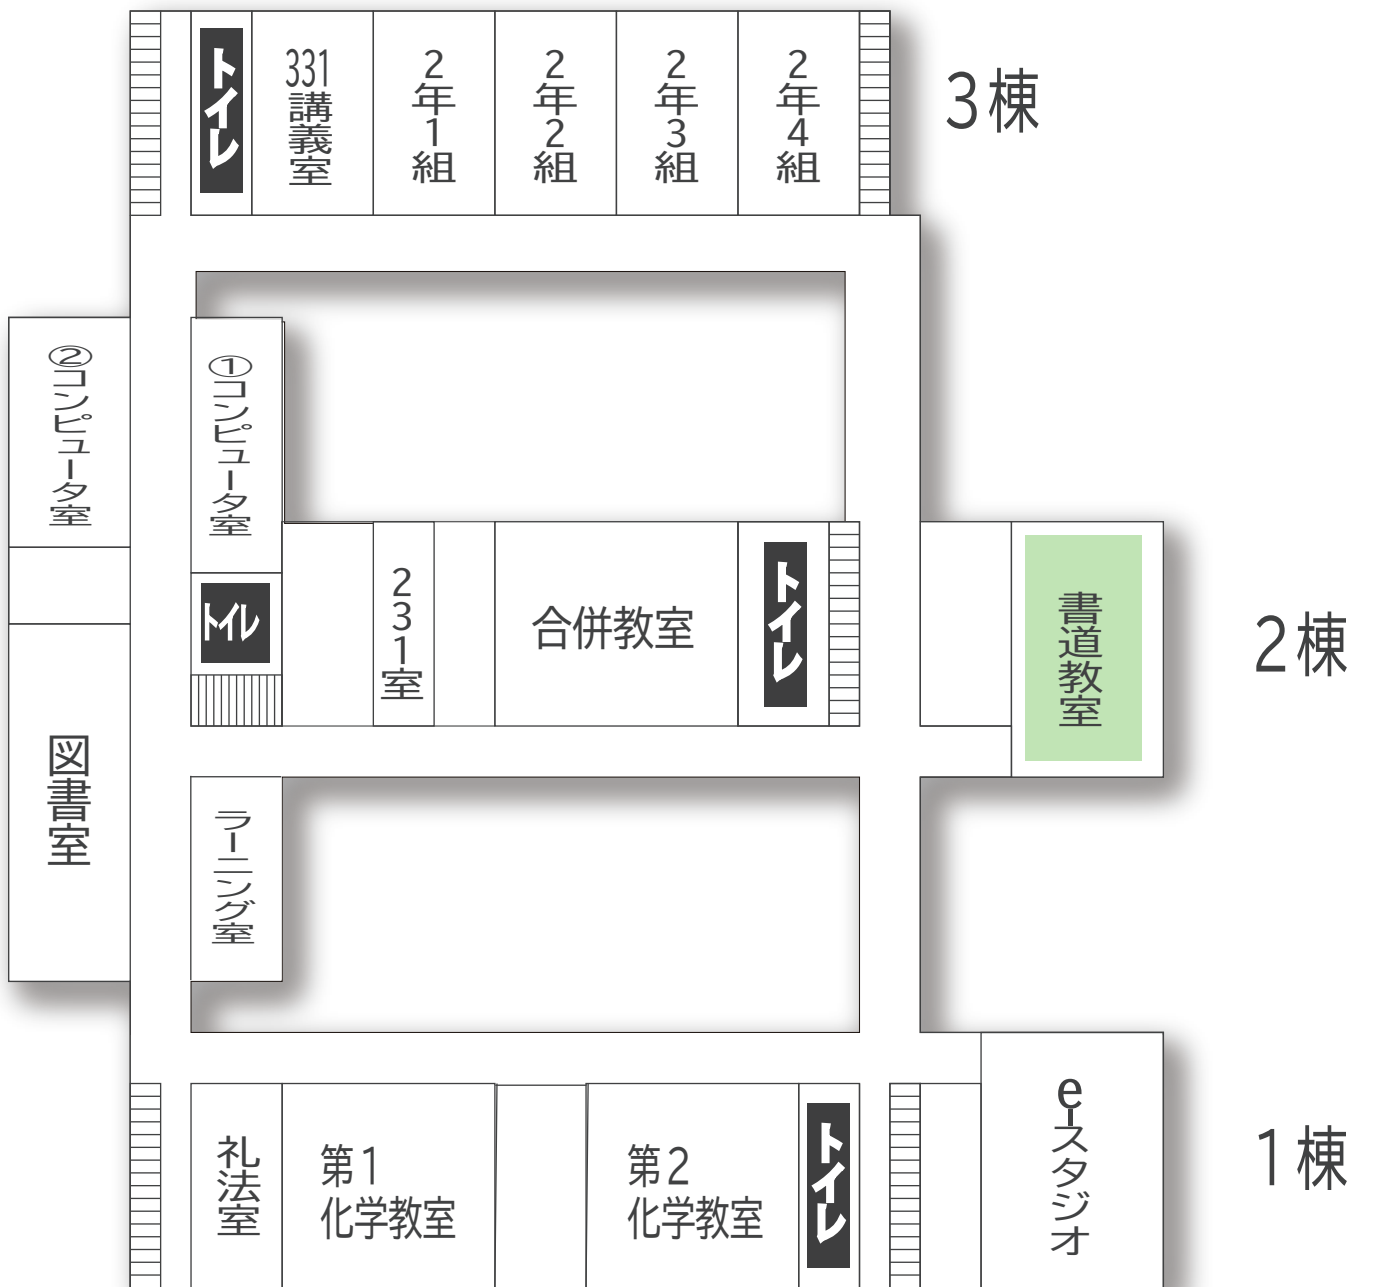 トイレ
331講義室
2年1組
2年2組
2年3組
2年4組
3棟
②コンピュータ室
①コンピュータ室
トイレ
231室
合併教室
トイレ
書道教室
2棟
図書室
ラーニング室
礼法室
第1
化学教室
第2
化学教室
トイレ
e-スタジオ
1棟